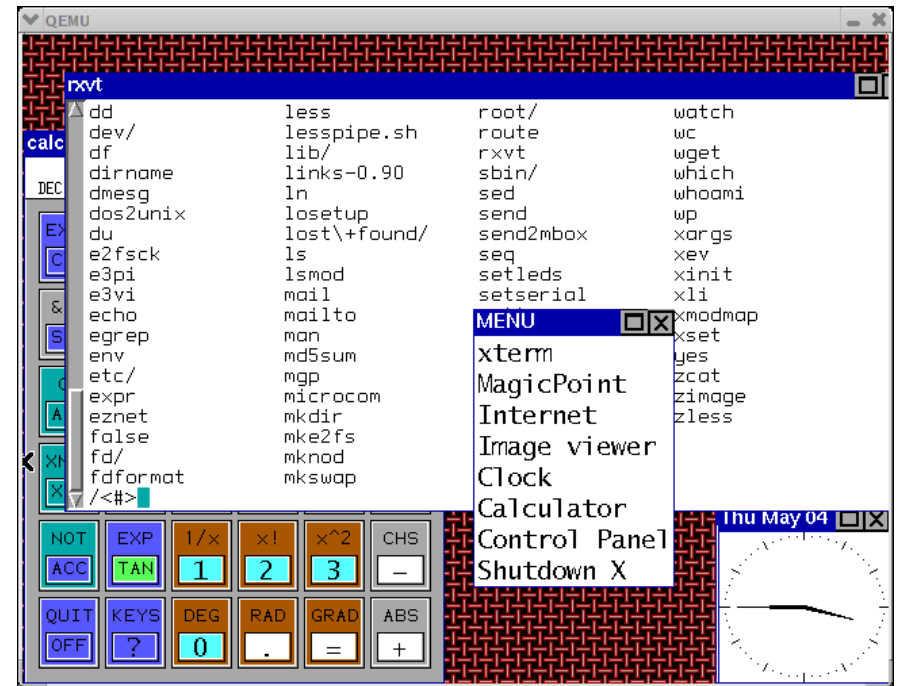 QEMU
rxvt
dd less root/ watch
dev/ lesspipe.sh route wc
df lib/ rxvt wget
dirname links-0.90 sbin/ which
dmesg ln sed whoami
dos2unix losetup send wp
du lost\+found/ send2mbox xargs
e2fsck ls seq xev
e3pi lsmod setleds xinit
e3vi mail setserial xli
echo mailto xmodmap
egrep man xset
env md5sum yes
etc/ mgp zcat
expr microcom zimage
eznet mkdir zless
false mke2fs
fd/ mknod
fdformat mkswap
/<#>
calc
DEC
MENU
xterm
MagicPoint
Internet
Image viewer
Clock
Calculator
Control Panel
Shutdown X
NOT EXP 1/x x! x^2 CHS
ACC TAN 1 2 3 −
QUIT KEYS DEG RAD GRAD ABS
OFF ? 0 . = +
Thu May 04